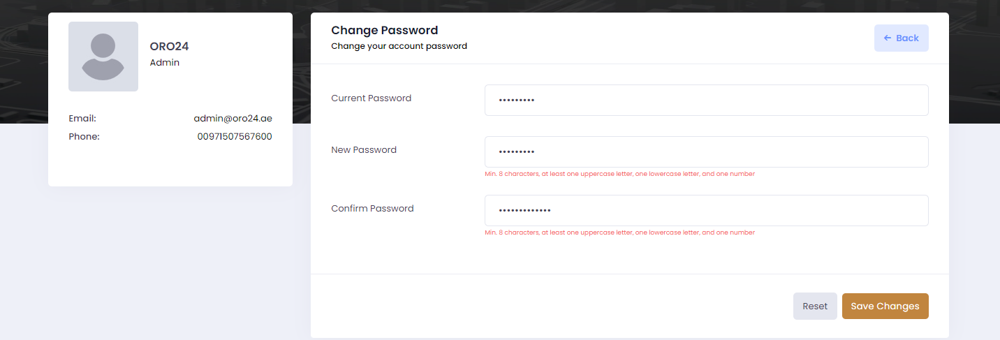 ORO24
Admin
Email: admin@oro24.ae
Phone: 00971507567600
Change Password
Change your account password
← Back
Current Password •••••••••
New Password •••••••••
Min. 8 characters, at least one uppercase letter, one lowercase letter, and one number
Confirm Password •••••••••••••
Min. 8 characters, at least one uppercase letter, one lowercase letter, and one number
Reset Save Changes